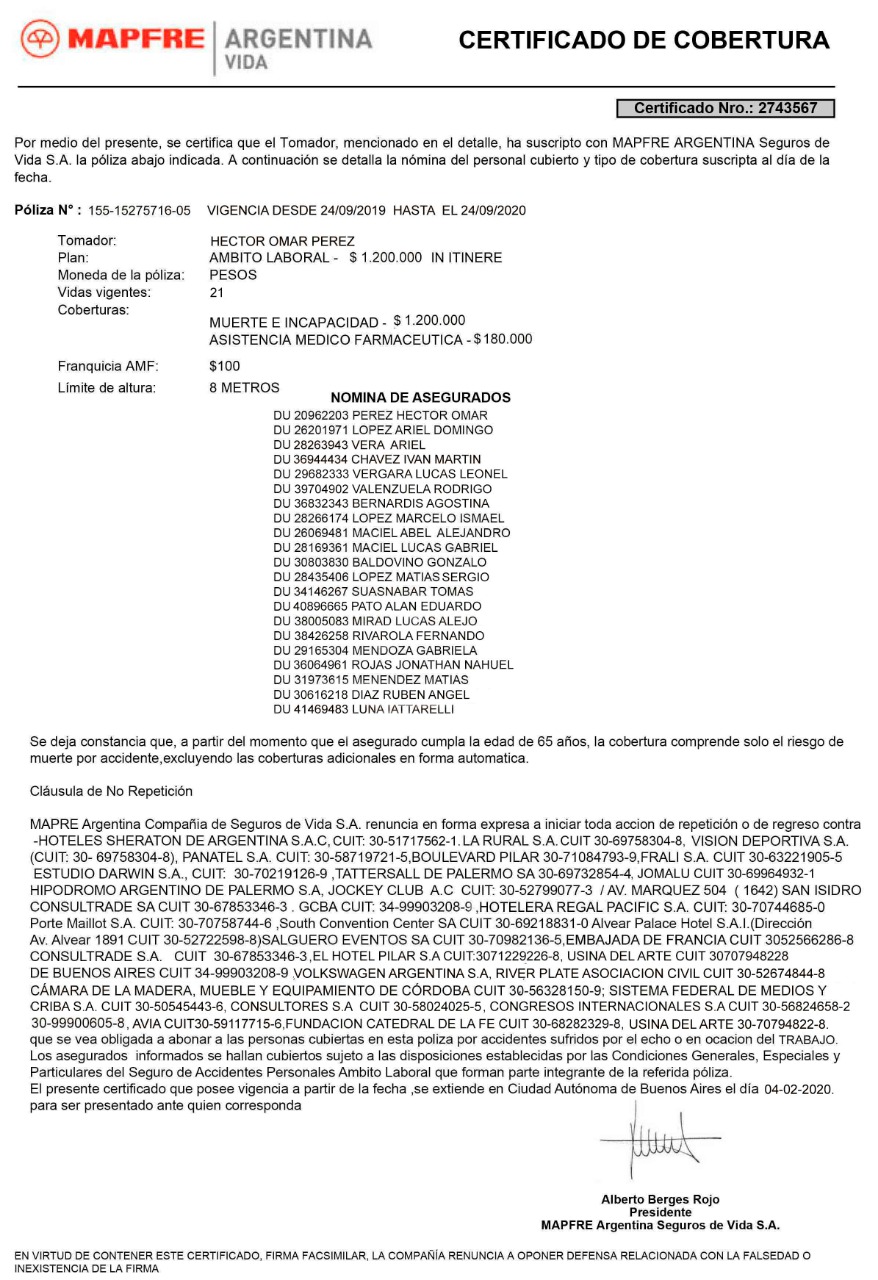 MAPFRE ARGENTINA
VIDA
CERTIFICADO DE COBERTURA
Certificado Nro.: 2743567
Por medio del presente, se certifica que el Tomador, mencionado en el detalle, ha suscripto con MAPFRE ARGENTINA Seguros de
Vida S.A. la póliza abajo indicada. A continuación se detalla la nómina del personal cubierto y tipo de cobertura suscripta al día de la
fecha.
Póliza N° : 155-15275716-05 VIGENCIA DESDE 24/09/2019 HASTA EL 24/09/2020
Tomador: HECTOR OMAR PEREZ
Plan: AMBITO LABORAL - $ 1.200.000 IN ITINERE
Moneda de la póliza: PESOS
Vidas vigentes: 21
Coberturas:
MUERTE E INCAPACIDAD - $ 1.200.000
ASISTENCIA MEDICO FARMACEUTICA - $ 180.000
Franquicia AMF: $100
Límite de altura: 8 METROS
NOMINA DE ASEGURADOS
DU 20962203 PEREZ HECTOR OMAR
DU 26201971 LOPEZ ARIEL DOMINGO
DU 28263943 VERA ARIEL
DU 36944434 CHAVEZ IVAN MARTIN
DU 29682333 VERGARA LUCAS LEONEL
DU 39704902 VALENZUELA RODRIGO
DU 36832343 BERNARDIS AGOSTINA
DU 28266174 LOPEZ MARCELO ISMAEL
DU 26069481 MACIEL ABEL ALEJANDRO
DU 28169361 MACIEL LUCAS GABRIEL
DU 30803830 BALDOVINO GONZALO
DU 28435406 LOPEZ MATIAS SERGIO
DU 34146267 SUASNABAR TOMAS
DU 40896665 PATO ALAN EDUARDO
DU 38005083 MIRAD LUCAS ALEJO
DU 38426258 RIVAROLA FERNANDO
DU 29165304 MENDOZA GABRIELA
DU 36064961 ROJAS JONATHAN NAHUEL
DU 31973615 MENENDEZ MATIAS
DU 30616218 DIAZ RUBEN ANGEL
DU 41469483 LUNA IATTARELLI
Se deja constancia que, a partir del momento que el asegurado cumpla la edad de 65 años, la cobertura comprende solo el riesgo de
muerte por accidente,excluyendo las coberturas adicionales en forma automatica.
Cláusula de No Repetición
MAPRE Argentina Compañia de Seguros de Vida S.A. renuncia en forma expresa a iniciar toda accion de repetición o de regreso contra
-HOTELES SHERATON DE ARGENTINA S.A.C, CUIT: 30-51717562-1. LA RURAL S.A. CUIT 30-69758304-8, VISION DEPORTIVA S.A.
(CUIT: 30- 69758304-8), PANATEL S.A. CUIT: 30-58719721-5,BOULEVARD PILAR 30-71084793-9,FRALI S.A. CUIT 30-63221905-5
ESTUDIO DARWIN S.A., CUIT: 30-70219126-9 ,TATTERSALL DE PALERMO SA 30-69732854-4, JOMALU CUIT 30-69964932-1
HIPODROMO ARGENTINO DE PALERMO S.A, JOCKEY CLUB A.C CUIT: 30-52799077-3 / AV. MARQUEZ 504 ( 1642) SAN ISIDRO
CONSULTRADE SA CUIT 30-67853346-3 . GCBA CUIT: 34-99903208-9 ,HOTELERA REGAL PACIFIC S.A. CUIT: 30-70744685-0
Porte Maillot S.A. CUIT: 30-70758744-6 ,South Convention Center SA CUIT 30-69218831-0 Alvear Palace Hotel S.A.I.(Dirección
Av. Alvear 1891 CUIT 30-52722598-8)SALGUERO EVENTOS SA CUIT 30-70982136-5,EMBAJADA DE FRANCIA CUIT 3052566286-8
CONSULTRADE S.A. CUIT 30-67853346-3 ,EL HOTEL PILAR S.A CUIT:3071229226-8, USINA DEL ARTE CUIT 30707948228
DE BUENOS AIRES CUIT 34-99903208-9 ,VOLKSWAGEN ARGENTINA S.A, RIVER PLATE ASOCIACION CIVIL CUIT 30-52674844-8
CÁMARA DE LA MADERA, MUEBLE Y EQUIPAMIENTO DE CÓRDOBA CUIT 30-56328150-9; SISTEMA FEDERAL DE MEDIOS Y
CRIBA S.A. CUIT 30-50545443-6, CONSULTORES S.A CUIT 30-58024025-5, CONGRESOS INTERNACIONALES S.A CUIT 30-56824658-2
30-99900605-8, AVIA CUIT30-59117715-6,FUNDACION CATEDRAL DE LA FE CUIT 30-68282329-8, USINA DEL ARTE 30-70794822-8.
que se vea obligada a abonar a las personas cubiertas en esta poliza por accidentes sufridos por el echo o en ocacion del TRABAJO.
Los asegurados informados se hallan cubiertos sujeto a las disposiciones establecidas por las Condiciones Generales, Especiales y
Particulares del Seguro de Accidentes Personales Ambito Laboral que forman parte integrante de la referida póliza.
El presente certificado que posee vigencia a partir de la fecha ,se extiende en Ciudad Autónoma de Buenos Aires el día 04-02-2020.
para ser presentado ante quien corresponda
Alberto Berges Rojo
Presidente
MAPFRE Argentina Seguros de Vida S.A.
EN VIRTUD DE CONTENER ESTE CERTIFICADO, FIRMA FACSIMILAR, LA COMPAÑÍA RENUNCIA A OPONER DEFENSA RELACIONADA CON LA FALSEDAD O
INEXISTENCIA DE LA FIRMA